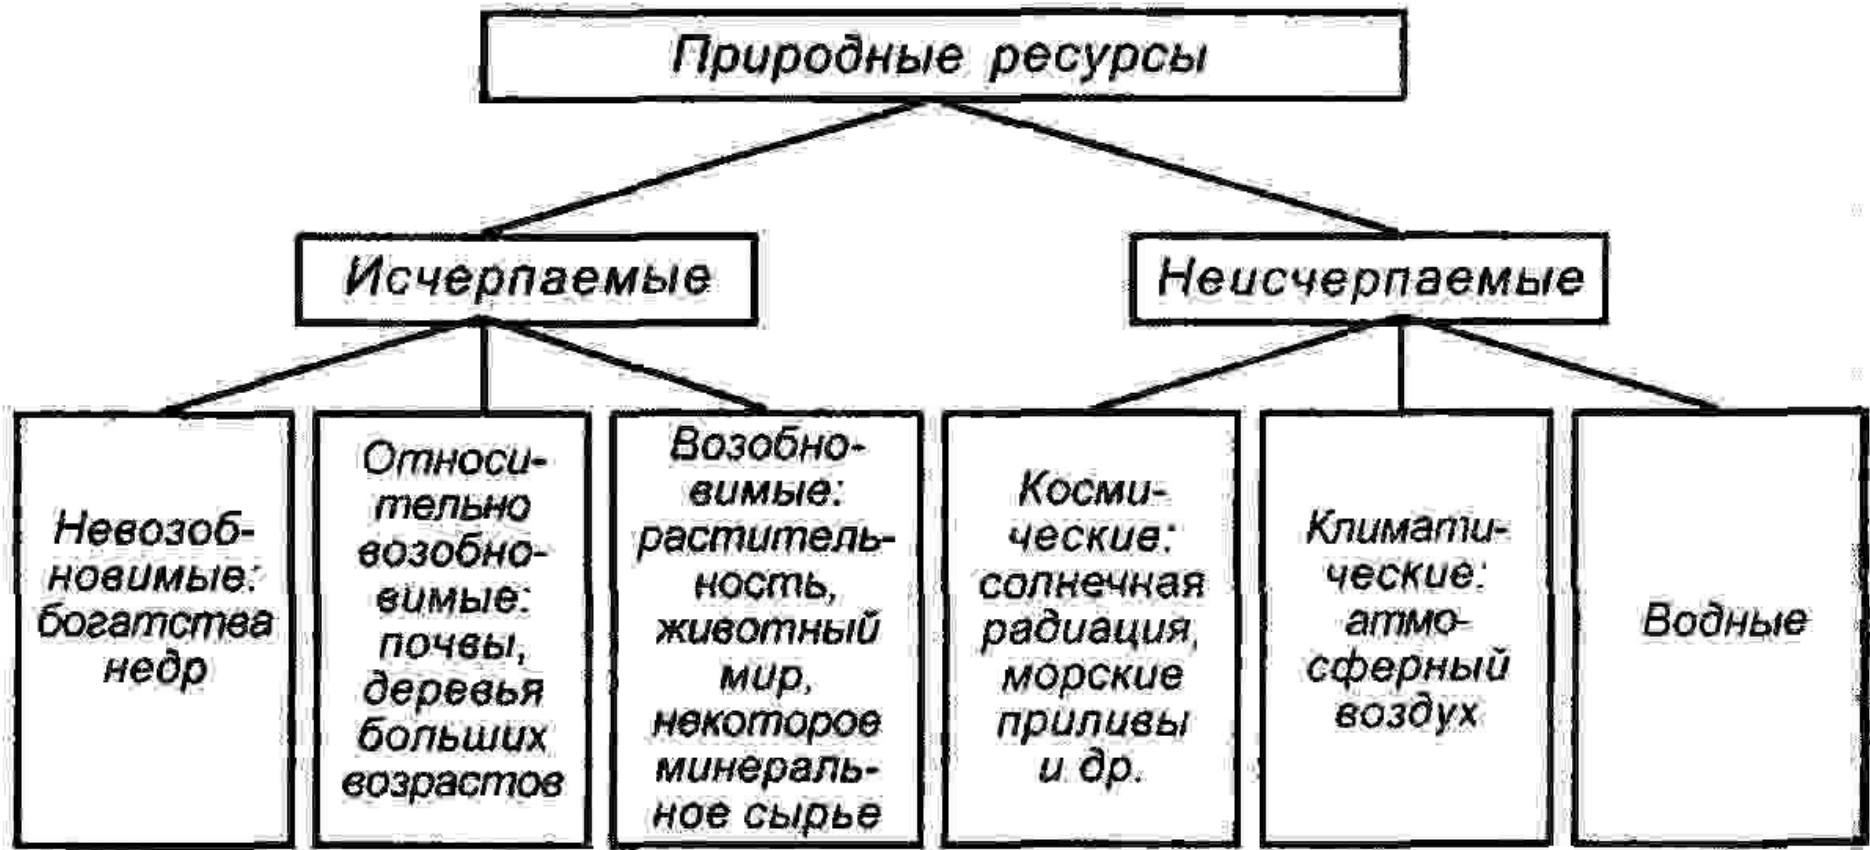 Природные ресурсы
Исчерпаемые
Неисчерпаемые
Невозоб-
новимые:
богатства
недр
Относи-
тельно
возобно-
вимые:
почвы,
деревья
больших
возрастов
Возобно-
вимые:
раститель-
ность,
животный
мир,
некоторое
минераль-
ное сырье
Косми-
ческие:
солнечная
радиация,
морские
приливы
и др.
Климати-
ческие:
атмо-
сферный
воздух
Водные